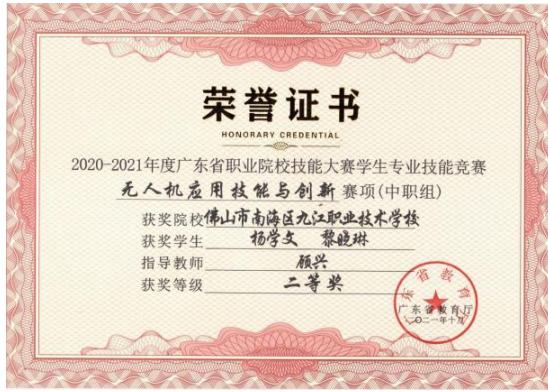 荣誉证书
HONORARY CREDENTIAL
2020-2021年度广东省职业院校技能大赛学生专业技能竞赛
无人机应用技能与创新 赛项(中职组)
获奖院校佛山市南海区九江职业技术学校
获奖学生 杨学文 黎晓琳
指导教师 顾兴
获奖等级 二等奖
广东省教育厅
广东省教育厅
二〇二一年十月